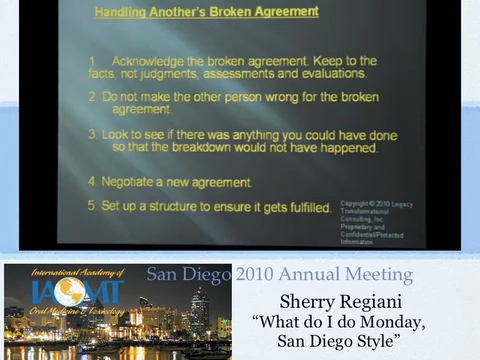 Handling Another's Broken Agreement
1. Acknowledge the broken agreement. Keep to the
facts, not judgments, assessments and evaluations.
2. Do not make the other person wrong for the broken
agreement.
3. Look to see if there was anything you could have done
so that the breakdown would not have happened.
4. Negotiate a new agreement.
5. Set up a structure to ensure it gets fulfilled.
Copyright © 2010 Legacy
Transformational
Consulting, Inc.
Proprietary and
Confidential/Protected
Information
International Academy of
IAOMT
Oral Medicine & Toxicology
San Diego 2010 Annual Meeting
Sherry Regiani
"What do I do Monday,
San Diego Style"